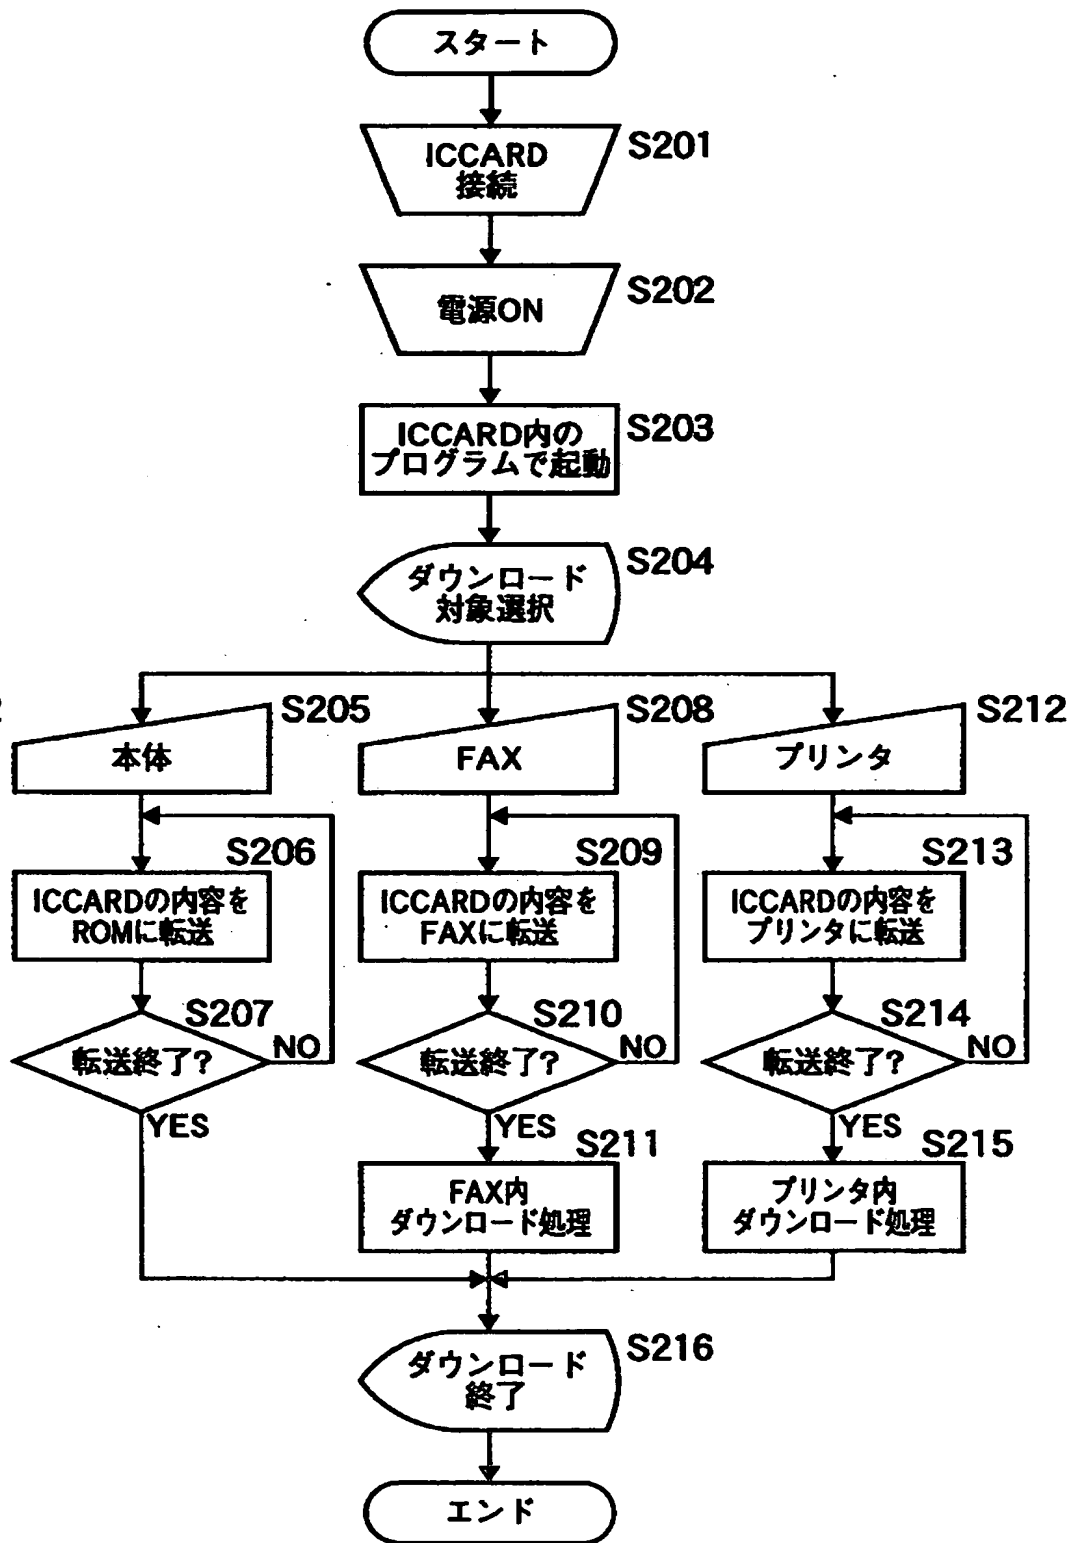 スタート
S201
ICCARD
接続
S202
電源ON
S203
ICCARD内の
プログラムで起動
S204
ダウンロード
対象選択
S205
本体
S208
FAX
S212
プリンタ
S206
ICCARDの内容を
ROMに転送
S209
ICCARDの内容を
FAXに転送
S213
ICCARDの内容を
プリンタに転送
S207
転送終了?
NO
YES
S210
転送終了?
NO
YES
S214
転送終了?
NO
YES
S211
FAX内
ダウンロード処理
S215
プリンタ内
ダウンロード処理
S216
ダウンロード
終了
エンド